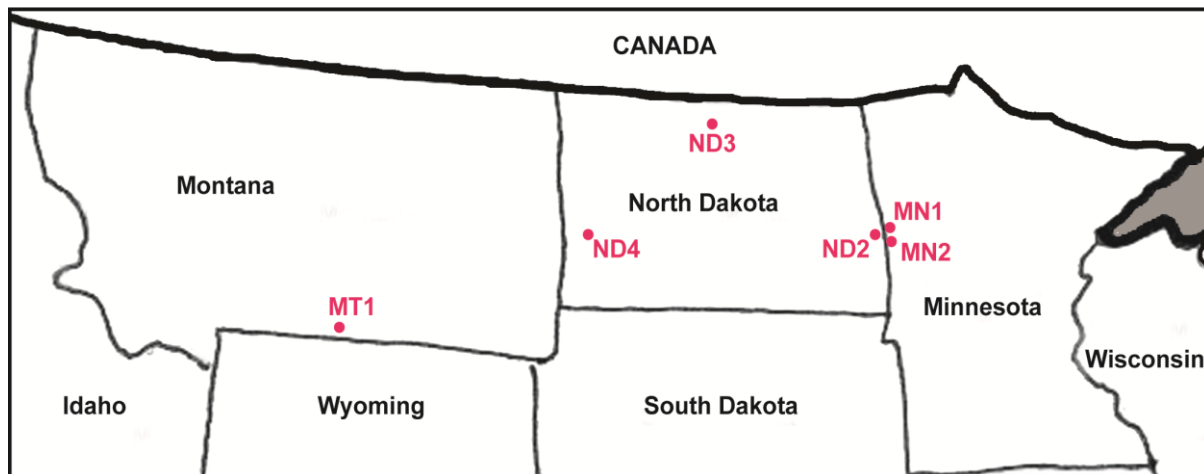 CANADA
ND3
Montana
North Dakota
MN1
ND4
ND2
MN2
MT1
Minnesota
Wisconsin
Idaho
Wyoming
South Dakota